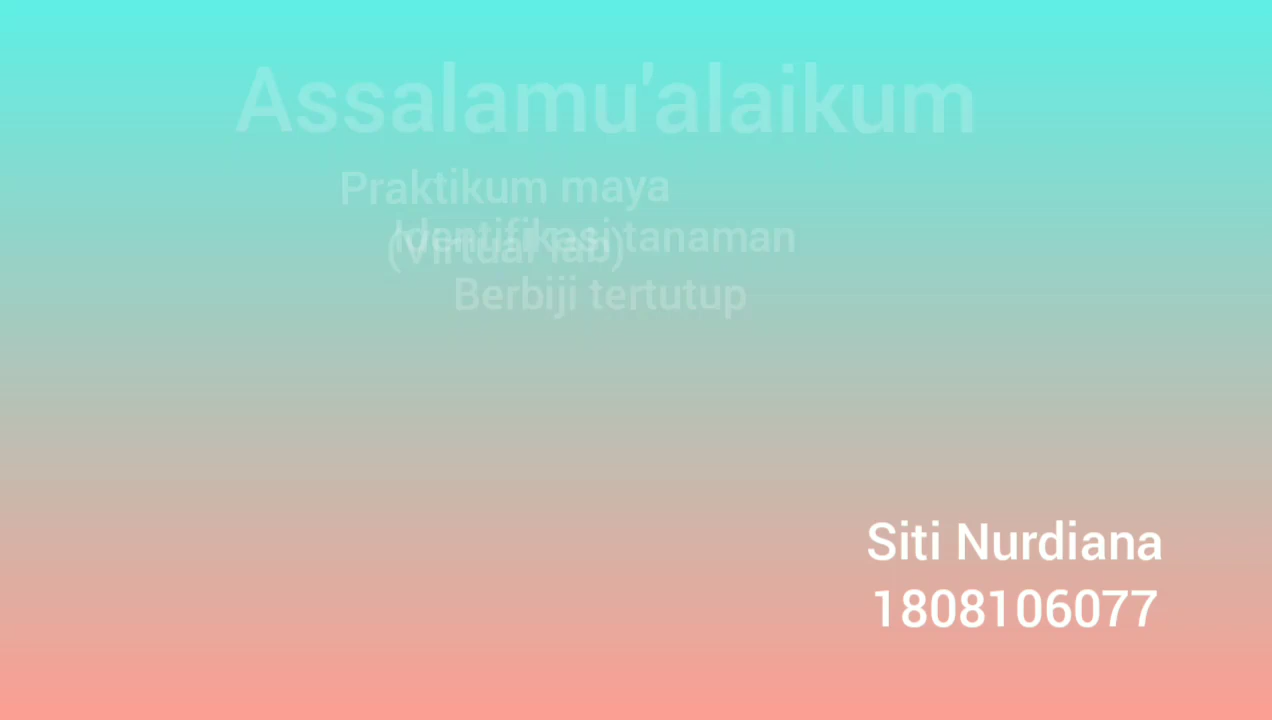 Assalamu'alaikum
Praktikum maya
Identifikasi tanaman
(Virtual lab)
Berbiji tertutup
Siti Nurdiana
1808106077